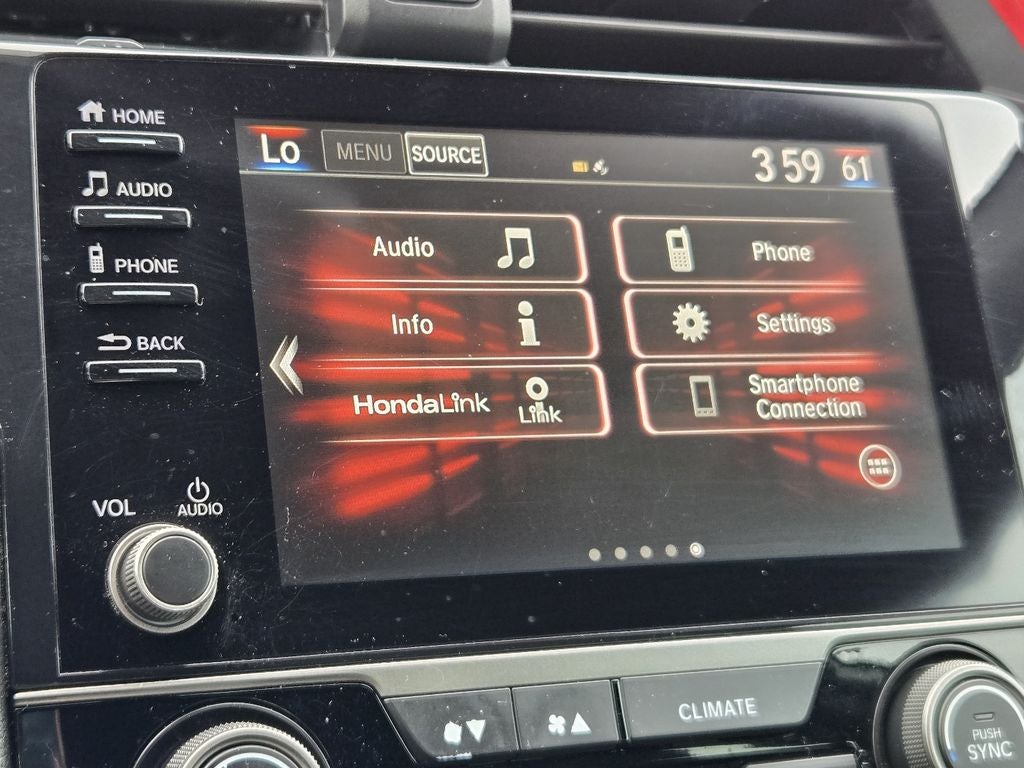 HOME
AUDIO
PHONE
BACK
VOL
AUDIO
Lo
MENU
SOURCE
3 59
61
Audio
Phone
Info
Settings
HondaLink
Link
Smartphone
Connection
CLIMATE
PUSH
SYNC